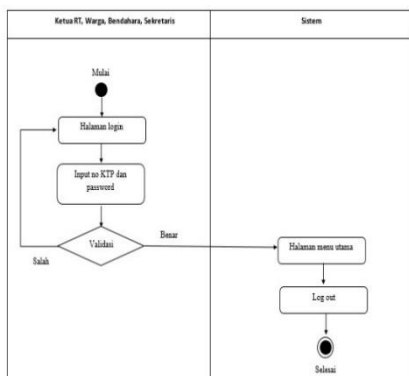 Ketua RT, Warga, Bendahara, Sekretaris
Sistem
Mulai
Halaman login
Input no KTP dan
password
Validasi
Besar
Salah
Halaman menu utama
Log out
Selesai